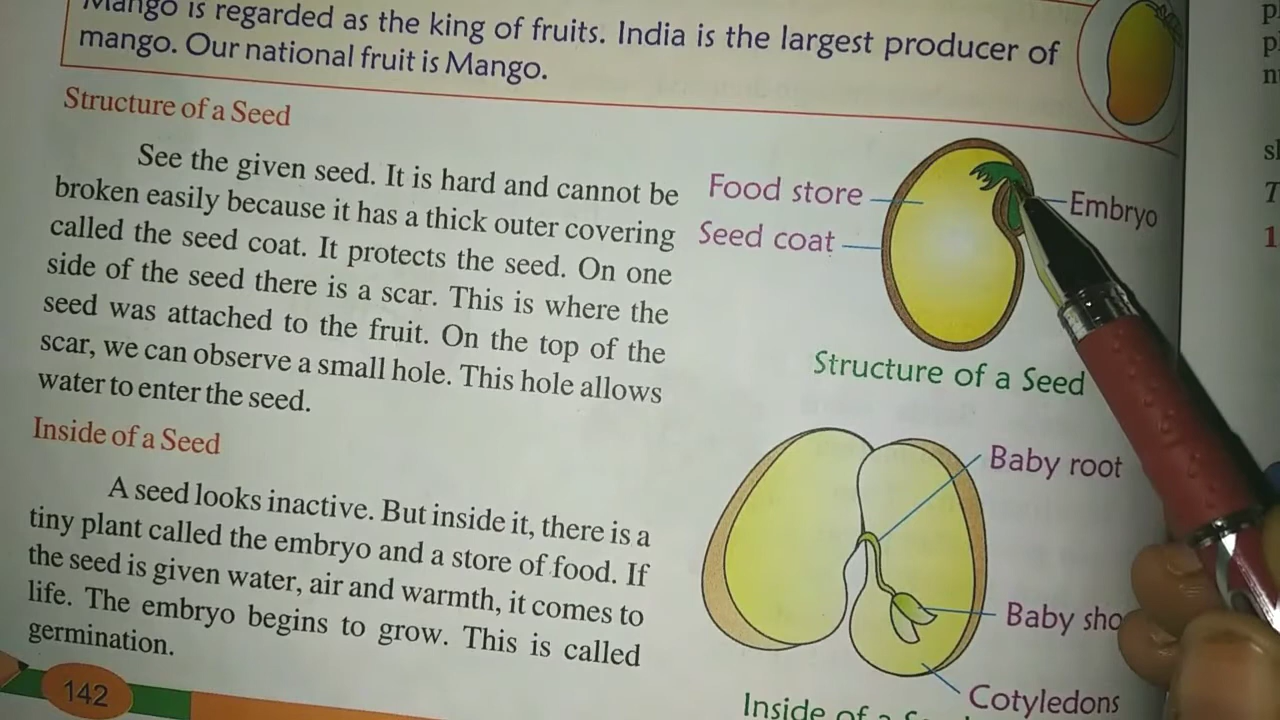 Mango is regarded as the king of fruits. India is the largest producer of
mango. Our national fruit is Mango.
Structure of a Seed
See the given seed. It is hard and cannot be
broken easily because it has a thick outer covering
called the seed coat. It protects the seed. On one
side of the seed there is a scar. This is where the
seed was attached to the fruit. On the top of the
scar, we can observe a small hole. This hole allows
water to enter the seed.
Food store
Seed coat
Embryo
Structure of a Seed
Inside of a Seed
A seed looks inactive. But inside it, there is a
tiny plant called the embryo and a store of food. If
the seed is given water, air and warmth, it comes to
life. The embryo begins to grow. This is called
germination.
Baby root
Baby sho
Cotyledons
Inside of a
142
1